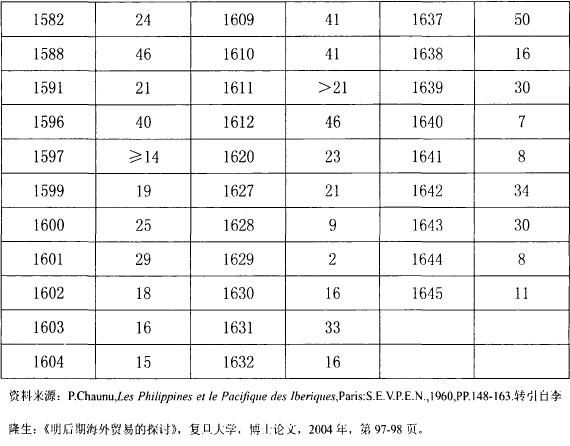 1582 24 1609 41 1637 50
1588 46 1610 41 1638 16
1591 21 1611 >21 1639 30
1596 40 1612 46 1640 7
1597 ≥14 1620 23 1641 8
1599 19 1627 21 1642 34
1600 25 1628 9 1643 30
1601 29 1629 2 1644 8
1602 18 1630 16 1645 11
1603 16 1631 33
1604 15 1632 16
资料来源：P.Chaunu,Les Philippines et le Pacifique des Iberiques,Paris:S.E.V.P.E.N.,1960,PP.148-163.转引自李
隆生：《明后期海外贸易的探讨》，复旦大学，博士论文，2004年，第97-98页。